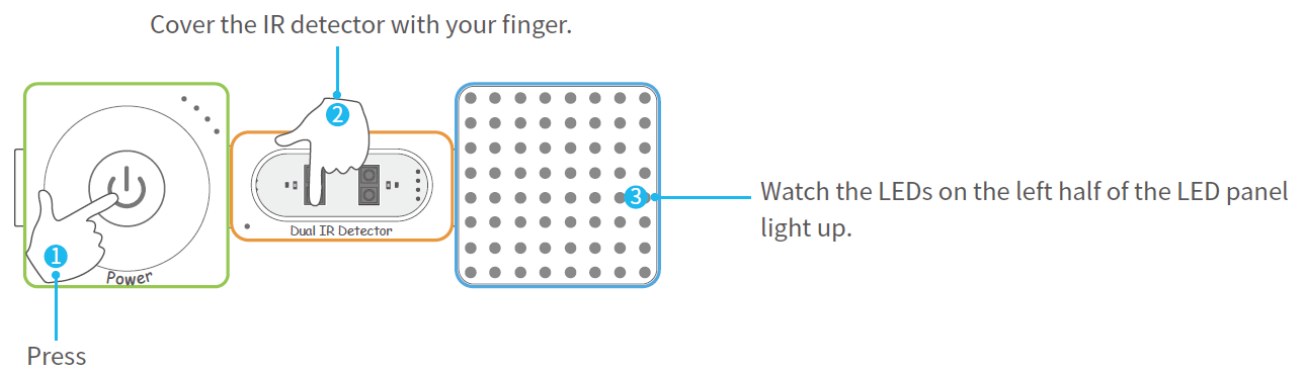 Cover the IR detector with your finger.
2
3
Watch the LEDs on the left half of the LED panel
light up.
Dual IR Detector
1
Power
Press